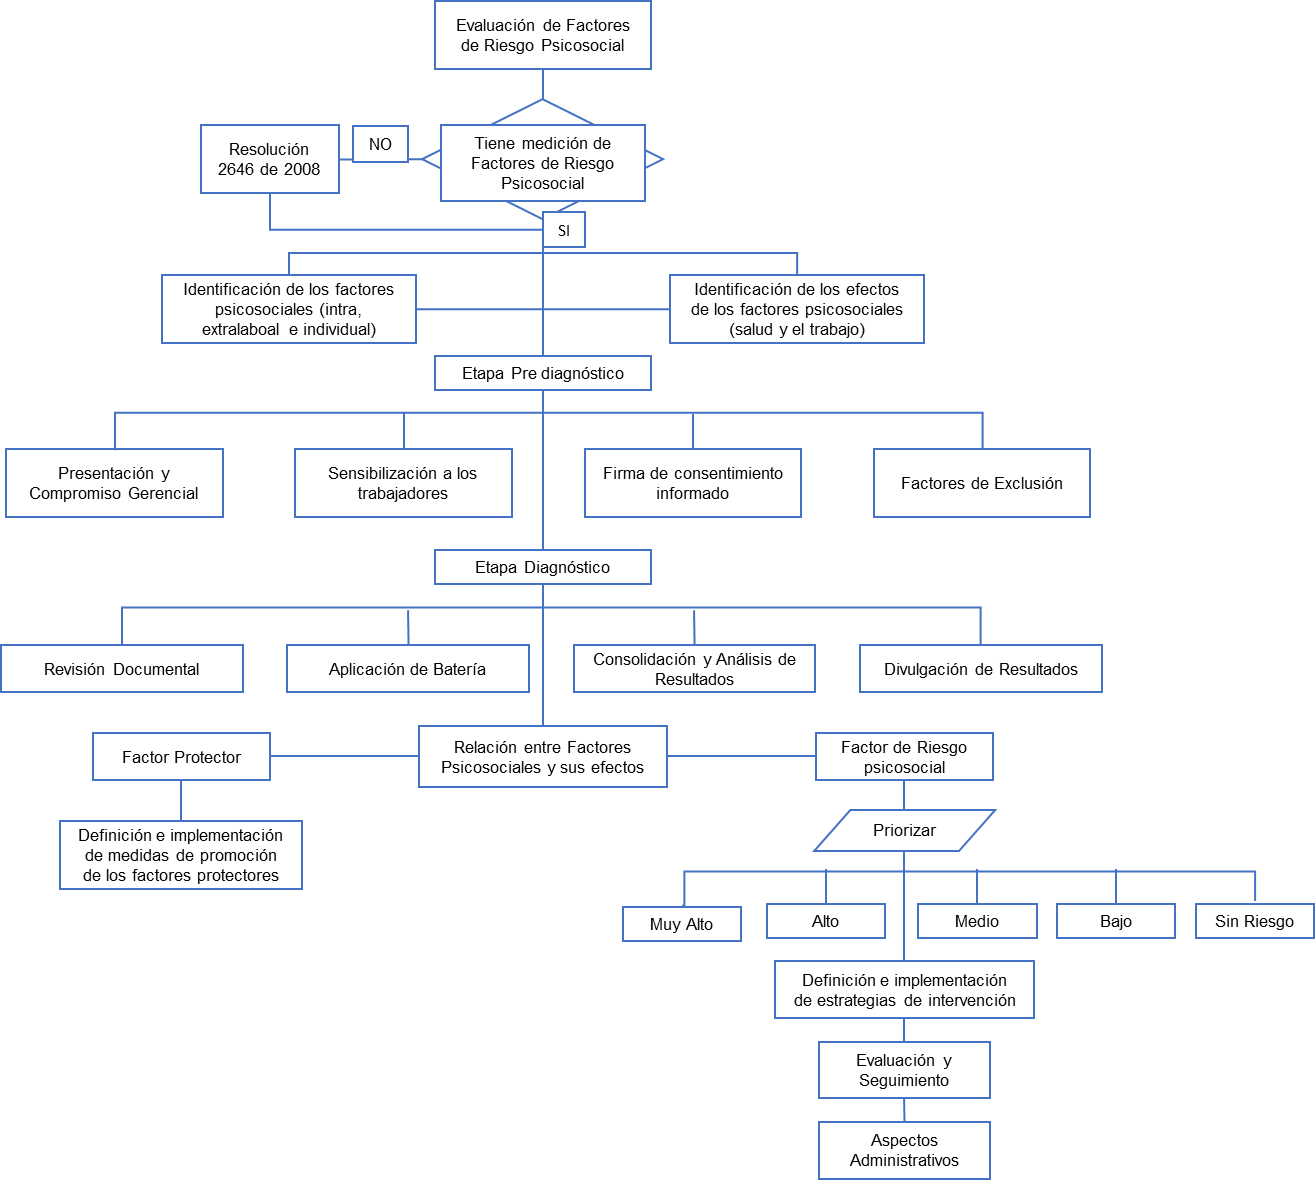 Evaluación de Factores
de Riesgo Psicosocial
Tiene medición de
Factores de Riesgo
Psicosocial
NO
Resolución
2646 de 2008
SI
Identificación de los factores
psicosociales (intra,
extralaboal e individual)
Identificación de los efectos
de los factores psicosociales
(salud y el trabajo)
Etapa Pre diagnóstico
Presentación y
Compromiso Gerencial
Sensibilización a los
trabajadores
Firma de consentimiento
informado
Factores de Exclusión
Etapa Diagnóstico
Revisión Documental
Aplicación de Batería
Consolidación y Análisis de
Resultados
Divulgación de Resultados
Factor Protector
Relación entre Factores
Psicosociales y sus efectos
Factor de Riesgo
psicosocial
Definición e implementación
de medidas de promoción
de los factores protectores
Priorizar
Muy Alto
Alto
Medio
Bajo
Sin Riesgo
Definición e implementación
de estrategias de intervención
Evaluación y
Seguimiento
Aspectos
Administrativos